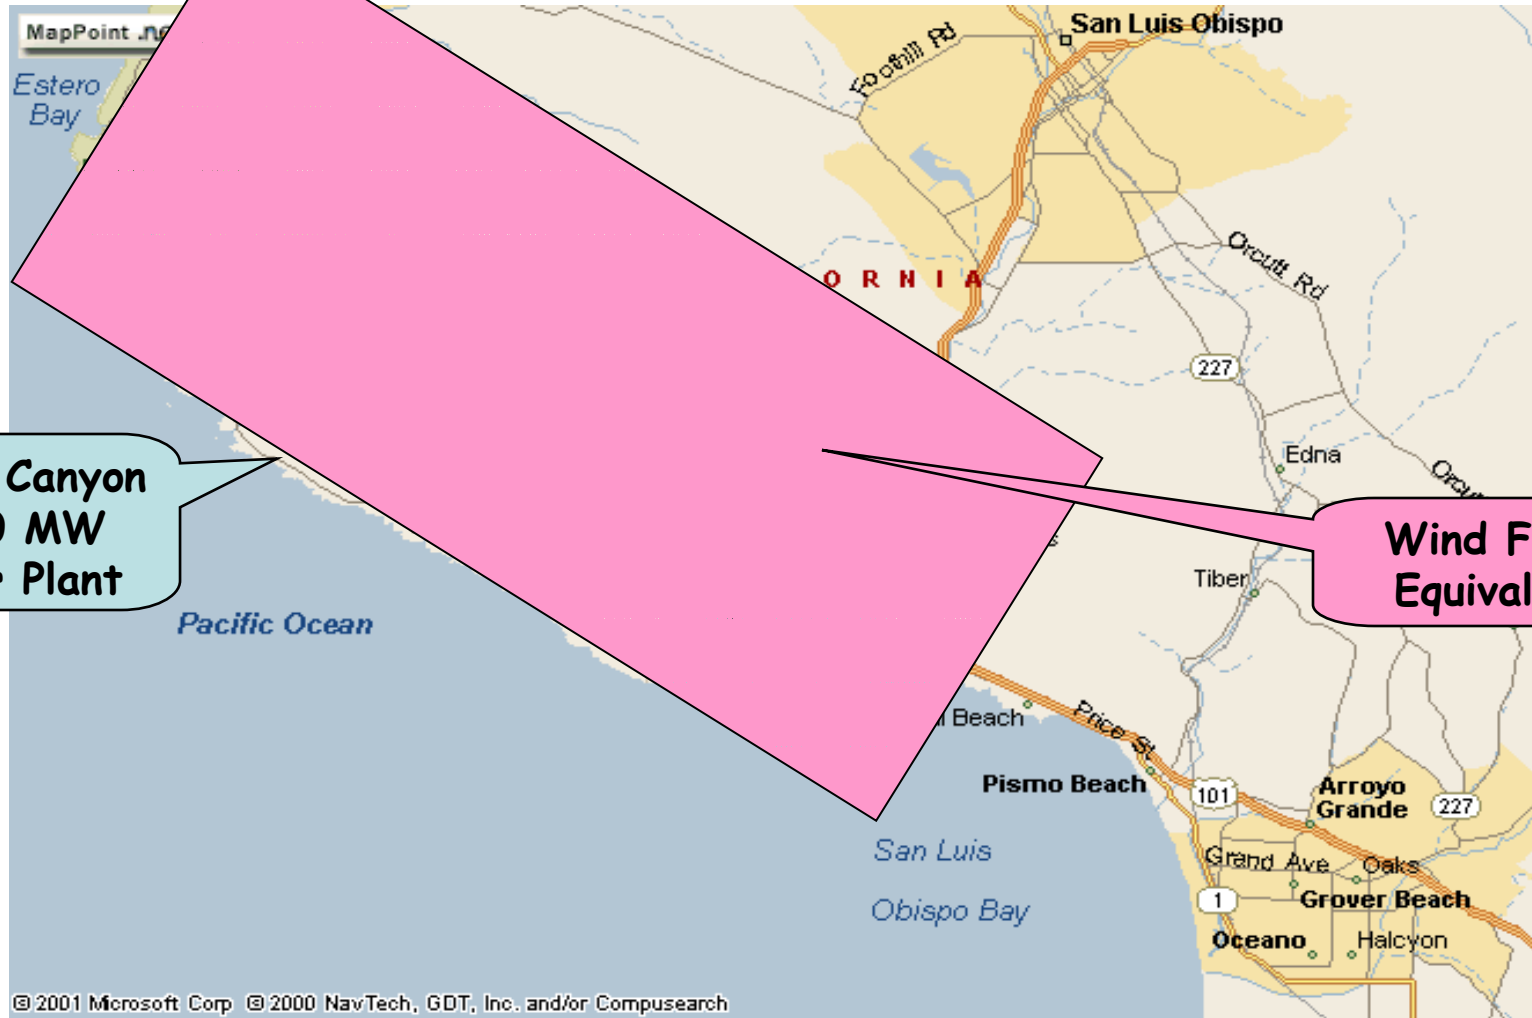 MapPoint .ne
San Luis Obispo
Foothill Rd
Estero
Bay
Orcutt Rd
O R N I A
227
Edna
Canyon
MW
Plant
Wind F
Equival
Tiber
Pacific Ocean
Beach
Price St
Pismo Beach
101
Arroyo
Grande
227
San Luis
Obispo Bay
Grand Ave
Oaks
1
Grover Beach
Oceano
Halcyon
© 2001 Microsoft Corp © 2000 NavTech, GDT, Inc. and/or Compusearch